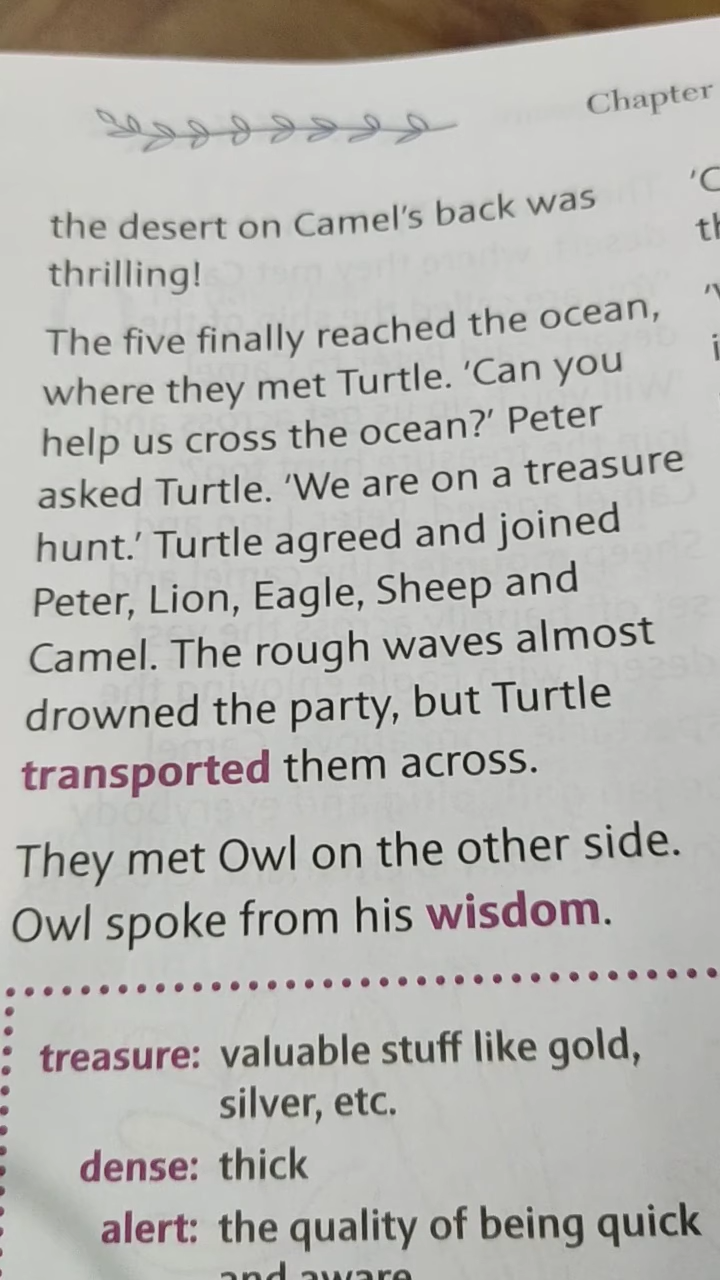 Chapter
the desert on Camel's back was
thrilling!
The five finally reached the ocean,
where they met Turtle. 'Can you
help us cross the ocean?' Peter
asked Turtle. 'We are on a treasure
hunt.' Turtle agreed and joined
Peter, Lion, Eagle, Sheep and
Camel. The rough waves almost
drowned the party, but Turtle
transported them across.
They met Owl on the other side.
Owl spoke from his wisdom.
treasure: valuable stuff like gold,
silver, etc.
dense: thick
alert: the quality of being quick
and aware